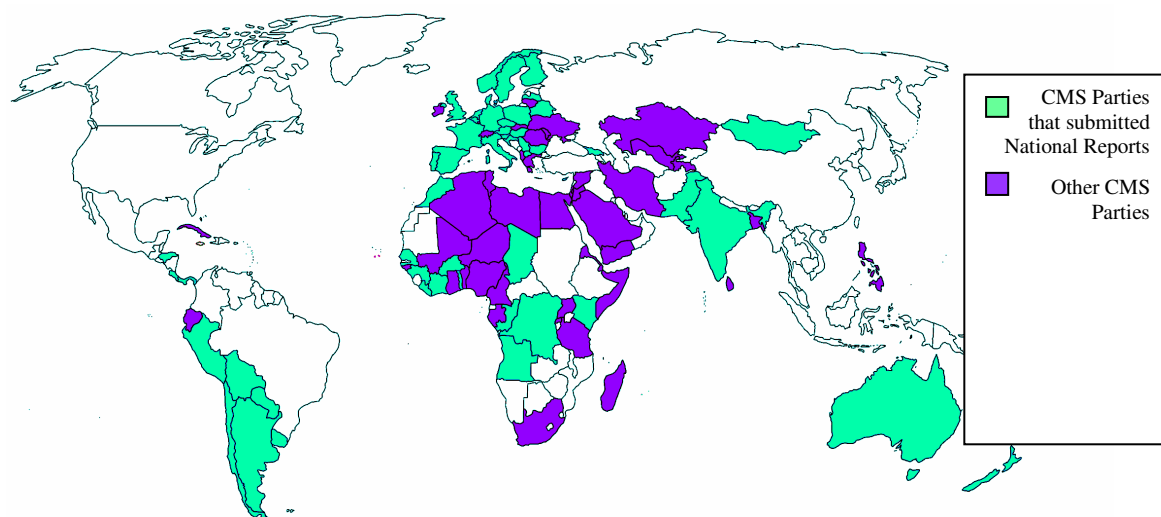 CMS Parties
that submitted
National Reports
Other CMS
Parties